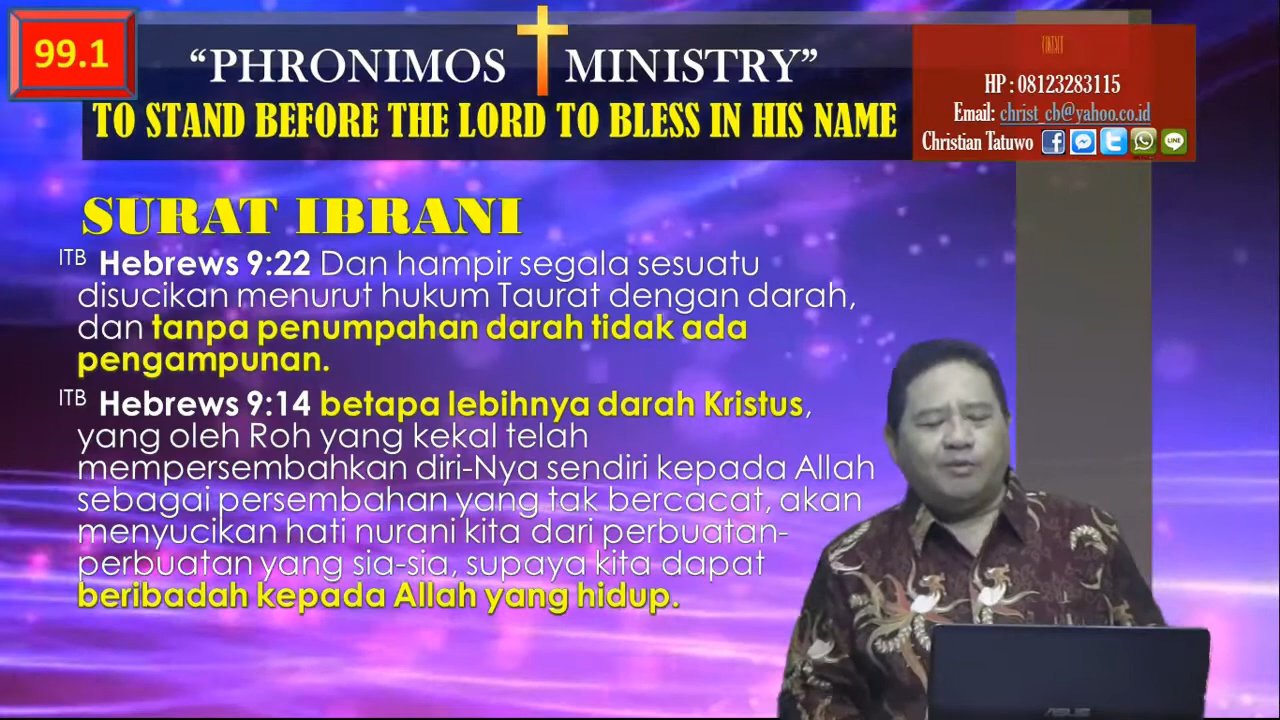 99.1
“PHRONIMOS MINISTRY”
TO STAND BEFORE THE LORD TO BLESS IN HIS NAME
CONTACT
HP : 08123283115
Email: christ_cb@yahoo.co.id
Christian Tatuwo
SURAT IBRANI
ITB Hebrews 9:22 Dan hampir segala sesuatu
disucikan menurut hukum Taurat dengan darah,
dan tanpa penumpahan darah tidak ada
pengampunan.
ITB Hebrews 9:14 betapa lebihnya darah Kristus,
yang oleh Roh yang kekal telah
mempersembahkan diri-Nya sendiri kepada Allah
sebagai persembahan yang tak bercacat, akan
menyucikan hati nurani kita dari perbuatan-
perbuatan yang sia-sia, supaya kita dapat
beribadah kepada Allah yang hidup.
ASUS